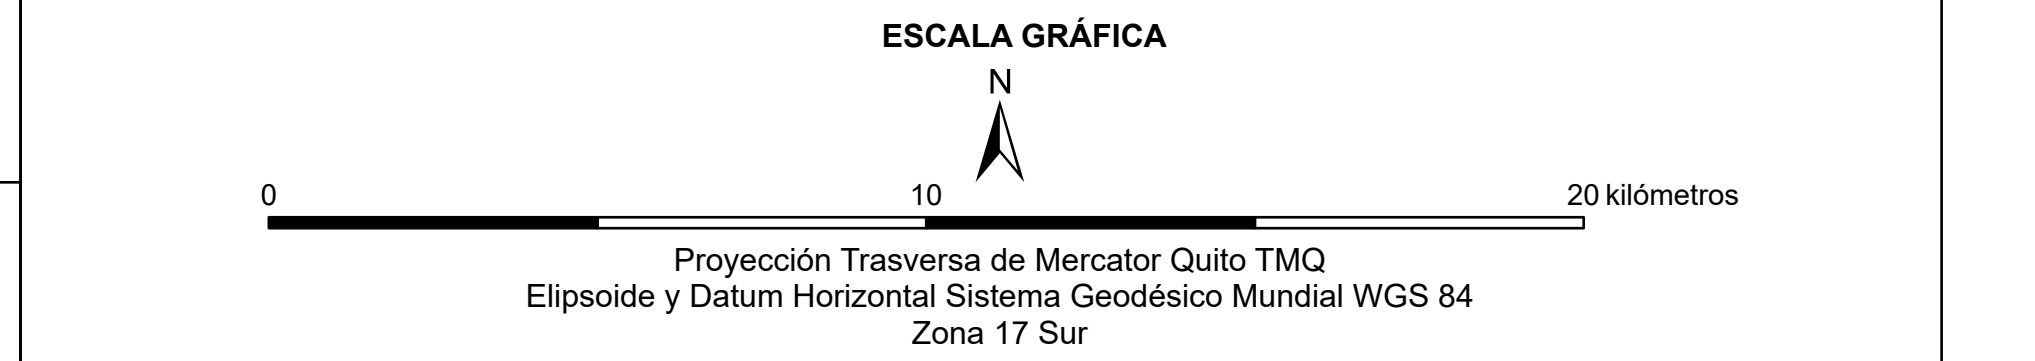 ESCALA GRÁFICA
N
0 10 20 kilómetros
Proyección Trasversa de Mercator Quito TMQ
Elipsoide y Datum Horizontal Sistema Geodésico Mundial WGS 84
Zona 17 Sur